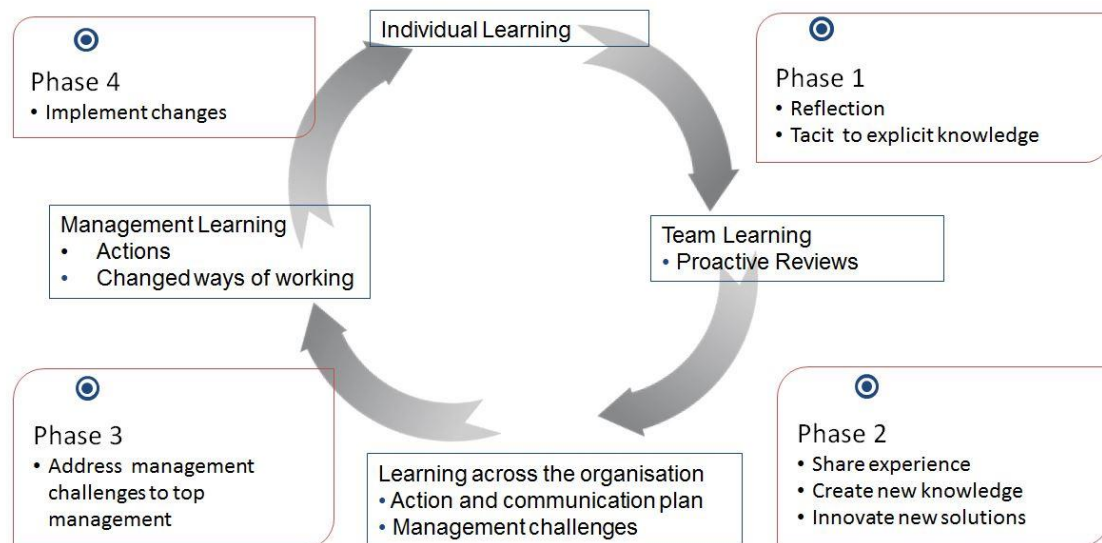 Individual Learning
Phase 4
• Implement changes
Phase 1
• Reflection
• Tacit to explicit knowledge
Management Learning
• Actions
• Changed ways of working
Team Learning
• Proactive Reviews
Phase 3
• Address management
challenges to top
management
Learning across the organisation
• Action and communication plan
• Management challenges
Phase 2
• Share experience
• Create new knowledge
• Innovate new solutions